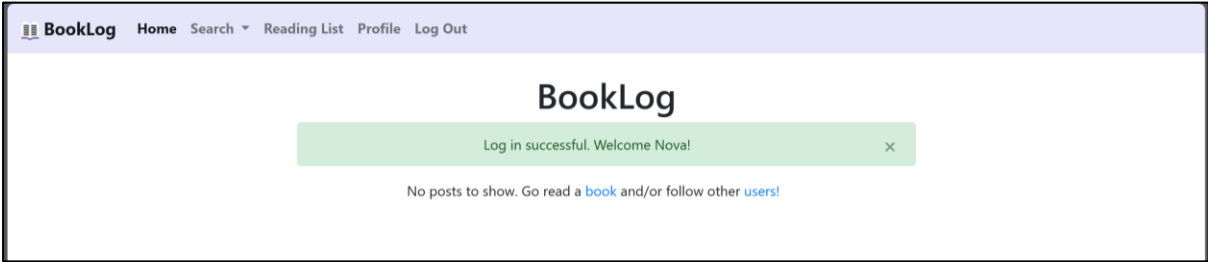 BookLog Home Search Reading List Profile Log Out
BookLog
Log in successful. Welcome Nova! ×
No posts to show. Go read a book and/or follow other users!